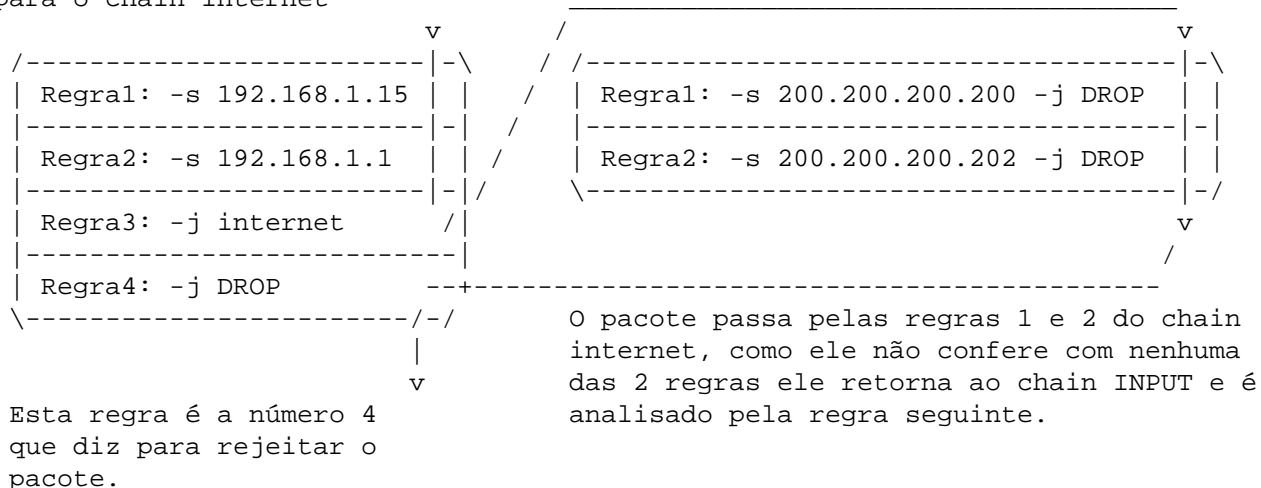 para o chain internet                  ______________________________________
                           v       /                                      v
 /-------------------------|-\    / /-------------------------------------|-\
 | Regra1: -s 192.168.1.15 | |   /  | Regra1: -s 200.200.200.200 -j DROP  | |
 |-------------------------|-|  /   |-------------------------------------|-|
 | Regra2: -s 192.168.1.1  | | /    | Regra2: -s 200.200.200.202 -j DROP  | |
 |-------------------------|-|/     \-------------------------------------|-/
 | Regra3: -j internet      /|                                            v
 |---------------------------|                                           /
 | Regra4: -j DROP         --+-------------------------------------------
 \------------------------/-/       O pacote passa pelas regras 1 e 2 do chain
                          |         internet, como ele não confere com nenhuma
                          v         das 2 regras ele retorna ao chain INPUT e é
Esta regra é a número 4             analisado pela regra seguinte.
que diz para rejeitar o
pacote.